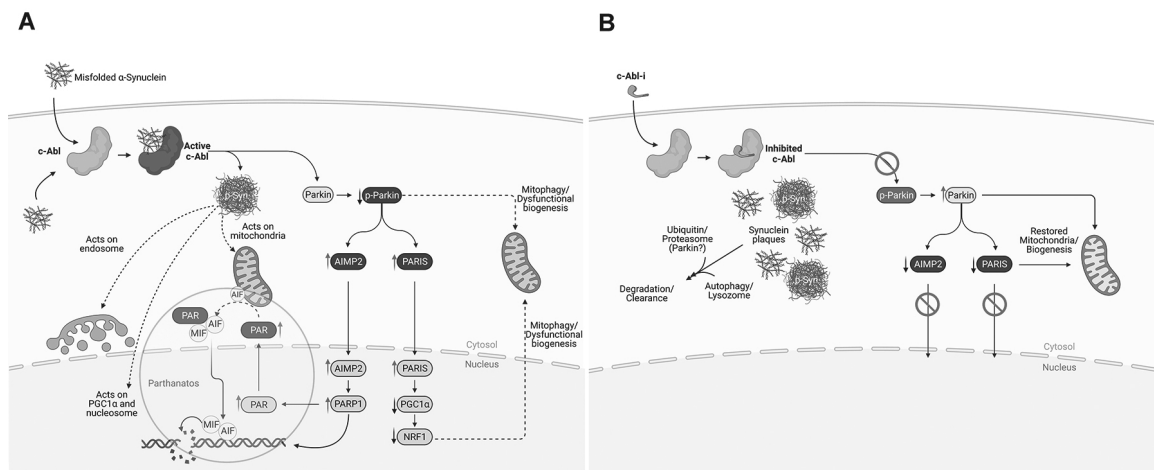 A
Misfolded α-Synuclein
c-Abl
Active
c-Abl
p-Syn
Parkin
p-Parkin
Mitophagy/
Dysfunctional
biogenesis
Acts on
endosome
Acts on
mitochondria
AIMP2
PARIS
AIF
PAR
AIF
MIF
PAR
Mitophagy/
Dysfunctional
biogenesis
Cytosol
Nucleus
AIMP2
PARIS
Parthanatos
Acts on
PGC1α and
nucleosome
PAR
PARP1
PGC1α
MIF
AIF
NRF1
B
c-Abl-i
Inhibited
c-Abl
p-Syn
p-Parkin
Parkin
Ubiquitin/
Proteasome
(Parkin?)
Synuclein
plaques
Restored
Mitochondria/
Biogenesis
AIMP2
PARIS
p-Syn
Degradation/
Clearance
Autophagy/
Lysozome
Cytosol
Nucleus